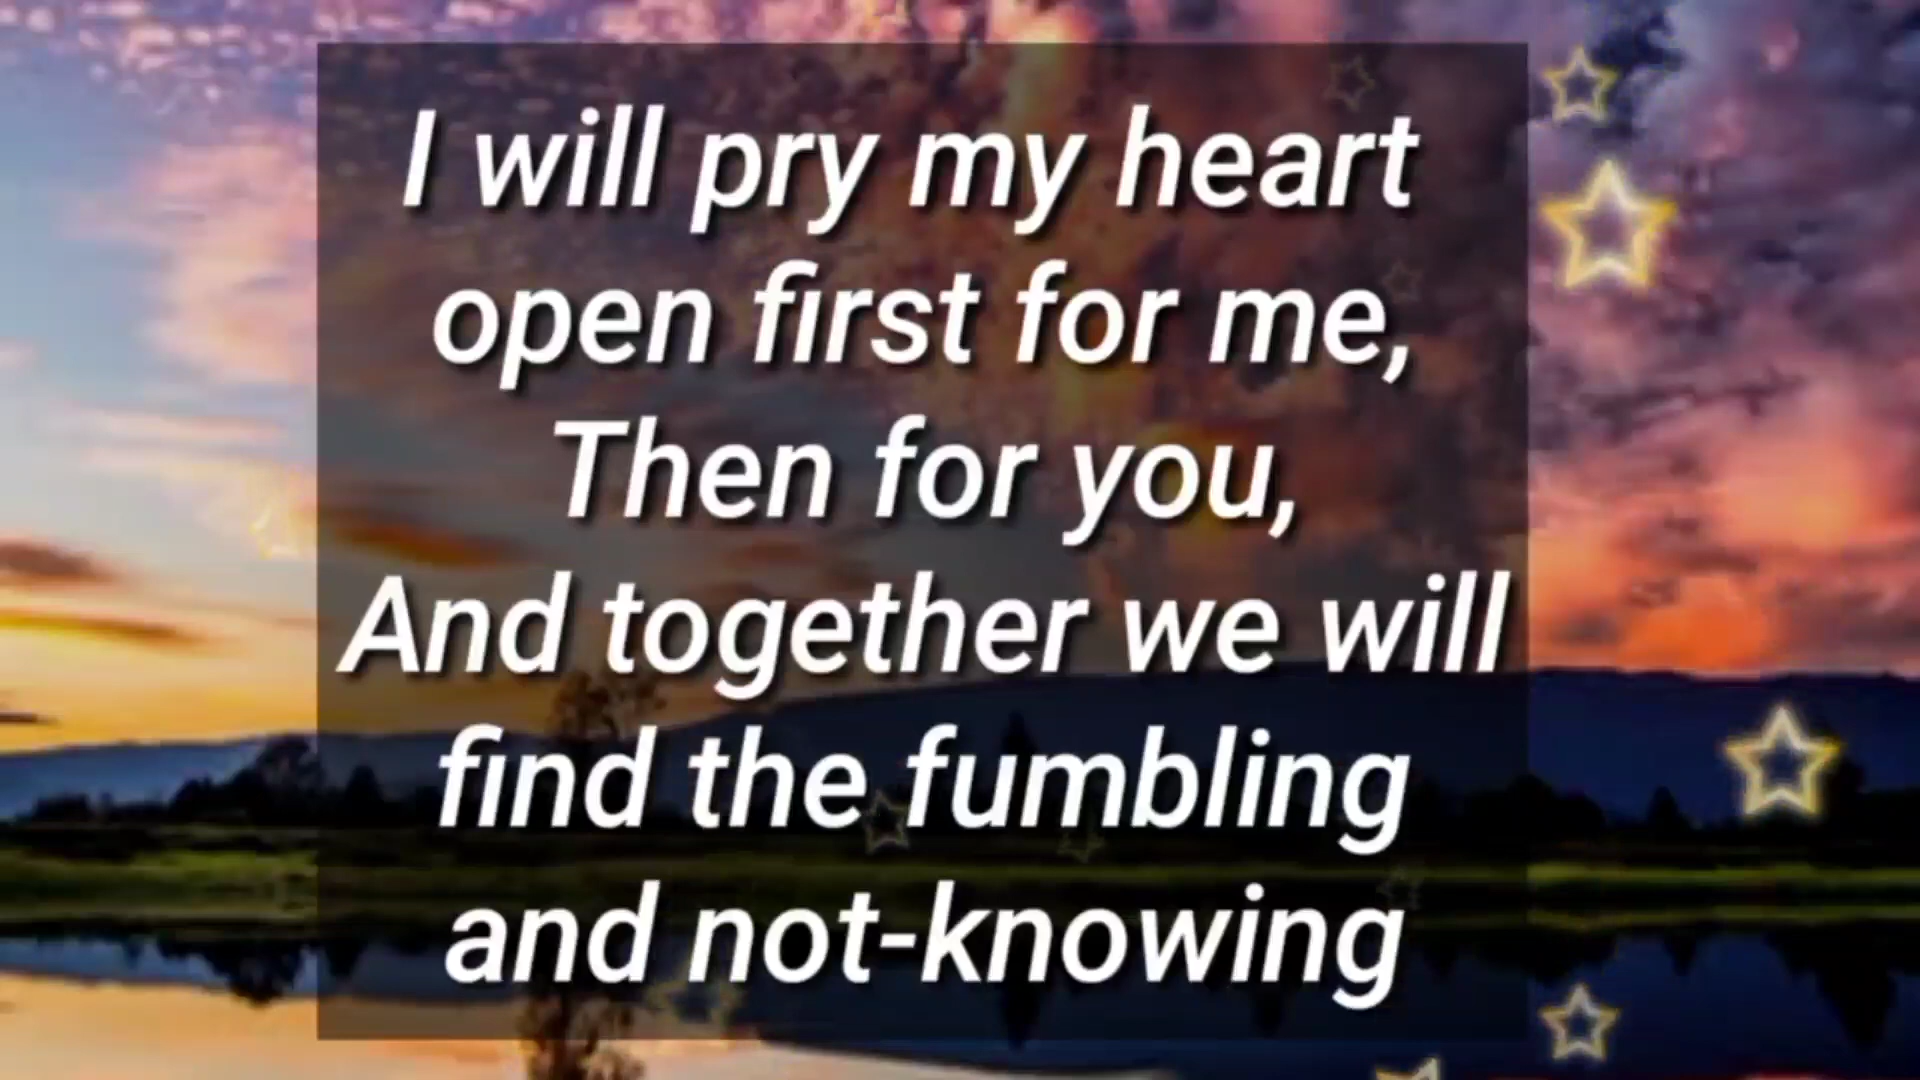 I will pry my heart
open first for me,
Then for you,
And together we will
find the fumbling
and not-knowing